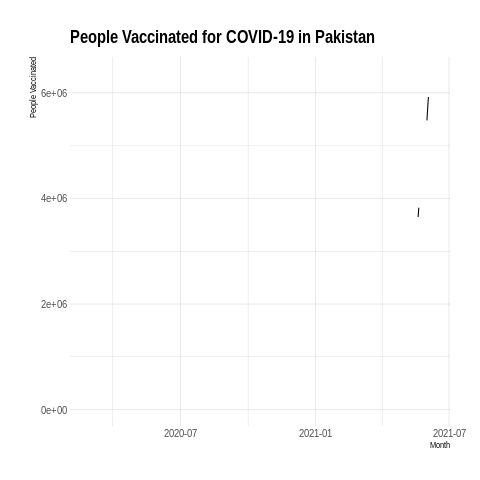 People Vaccinated for COVID-19 in Pakistan
People Vaccinated
6e+06
4e+06
2e+06
0e+00
2020-07
2021-01
2021-07
Month